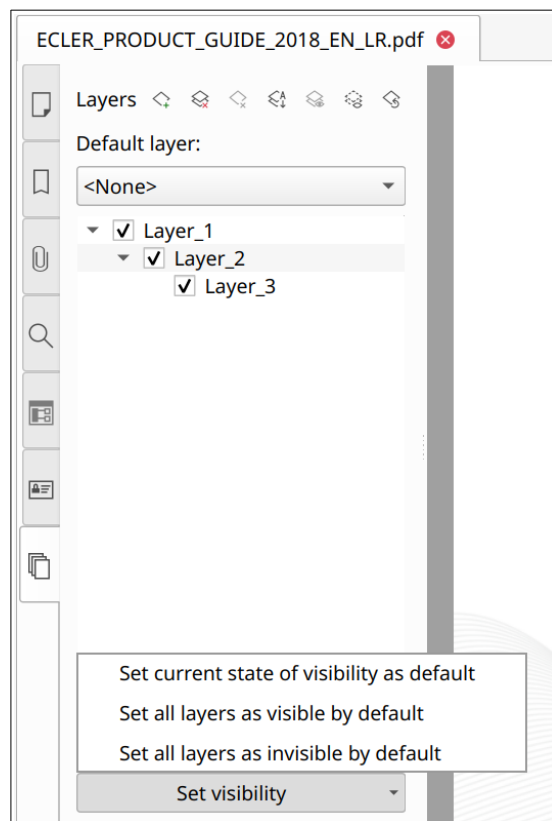 ECLER_PRODUCT_GUIDE_2018_EN_LR.pdf
Layers
Default layer:
<None>
Layer_1
Layer_2
Layer_3
Set current state of visibility as default
Set all layers as visible by default
Set all layers as invisible by default
Set visibility